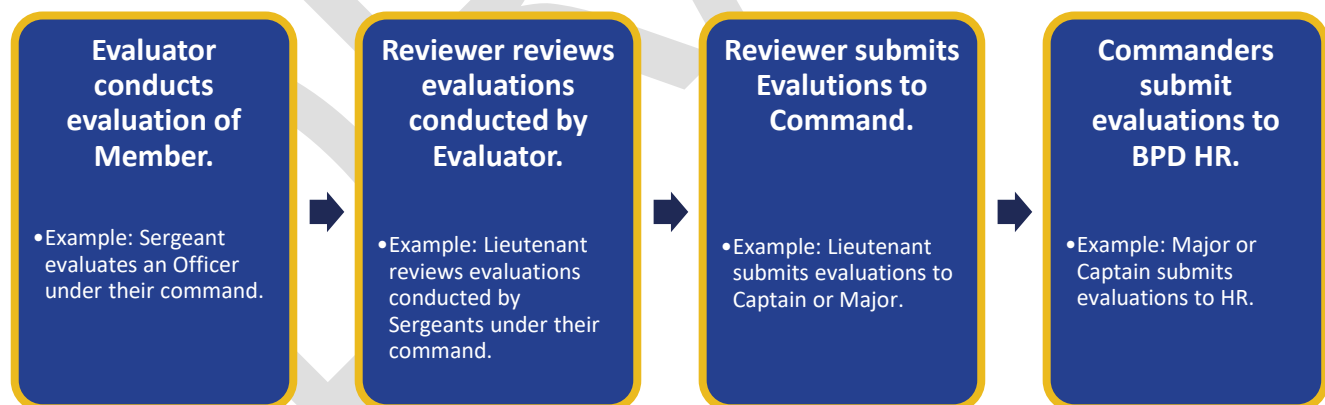 Evaluator
conducts
evaluation of
Member.
•Example: Sergeant
evaluates an Officer
under their command.
Reviewer reviews
evaluations
conducted by
Evaluator.
•Example: Lieutenant
reviews evaluations
conducted by
Sergeants under their
command.
Reviewer submits
Evalutions to
Command.
•Example: Lieutenant
submits evaluations to
Captain or Major.
Commanders
submit
evaluations to
BPD HR.
•Example: Major or
Captain submits
evaluations to HR.